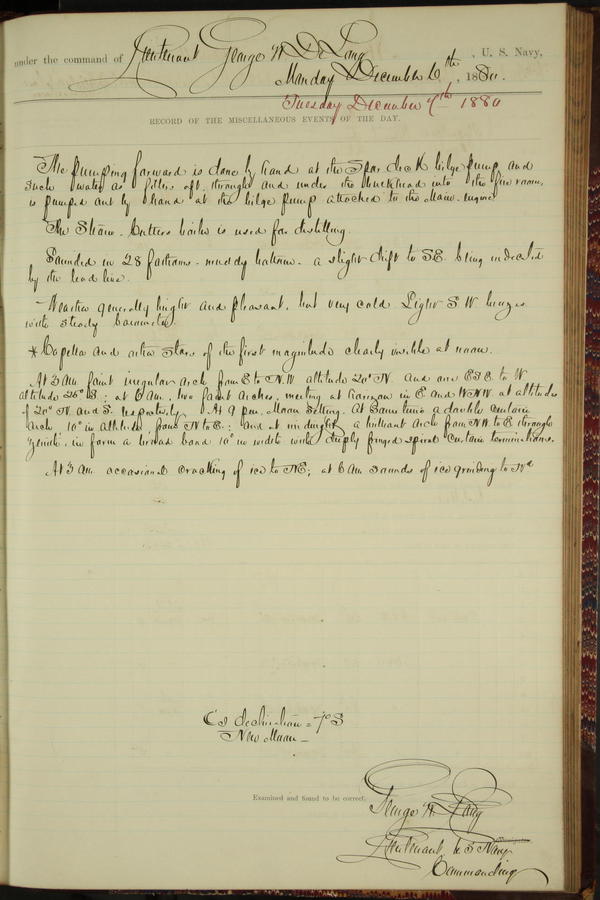 under the command of Lieutenant George W. De Long, U. S. Navy,
Monday December 6th, 1880.
Tuesday December 7th 1880
RECORD OF THE MISCELLANEOUS EVENTS OF THE DAY.
The pumping forward is done by hand at the Spar deck bilge pump and
such water as filters aft through and under the bulkhead into the fire room,
is pumped out by hand at the bilge pump attached to the Main engine
The Steam-Cutters boiler is used for distilling.
Sounded in 28 fathoms - muddy bottom - a slight drift to SE. being indicated
by the lead line.
Weather generally bright and pleasant, but very cold Light S.W. breezes
with steady barometer.
* Capella and other stars of the first magnitude clearly visible at noon.
At 3 AM faint irregular arch from E to N.W altitude 20° N. and one ESE to W
altitude 25° S.; at 6 AM. two faint arches, meeting at horizon in E and WNW. at altitudes
of 20° N. and S. respectively. At 9 pm. Moon setting. At same time a double curtain
arch 10° in altitude, from N to E.; and at midnight a brilliant arch from N.W. to E through
zenith, in form a broad band 10° in width with deeply fringed spiral curtain terminations.
At 3 AM occasional cracking of ice to NE; at 6 AM sounds of ice grinding to Nd
C's declination = 7° S
New Moon -
Examined and found to be correct.
George W. De Long
Lieutenant U S Navy
Commanding